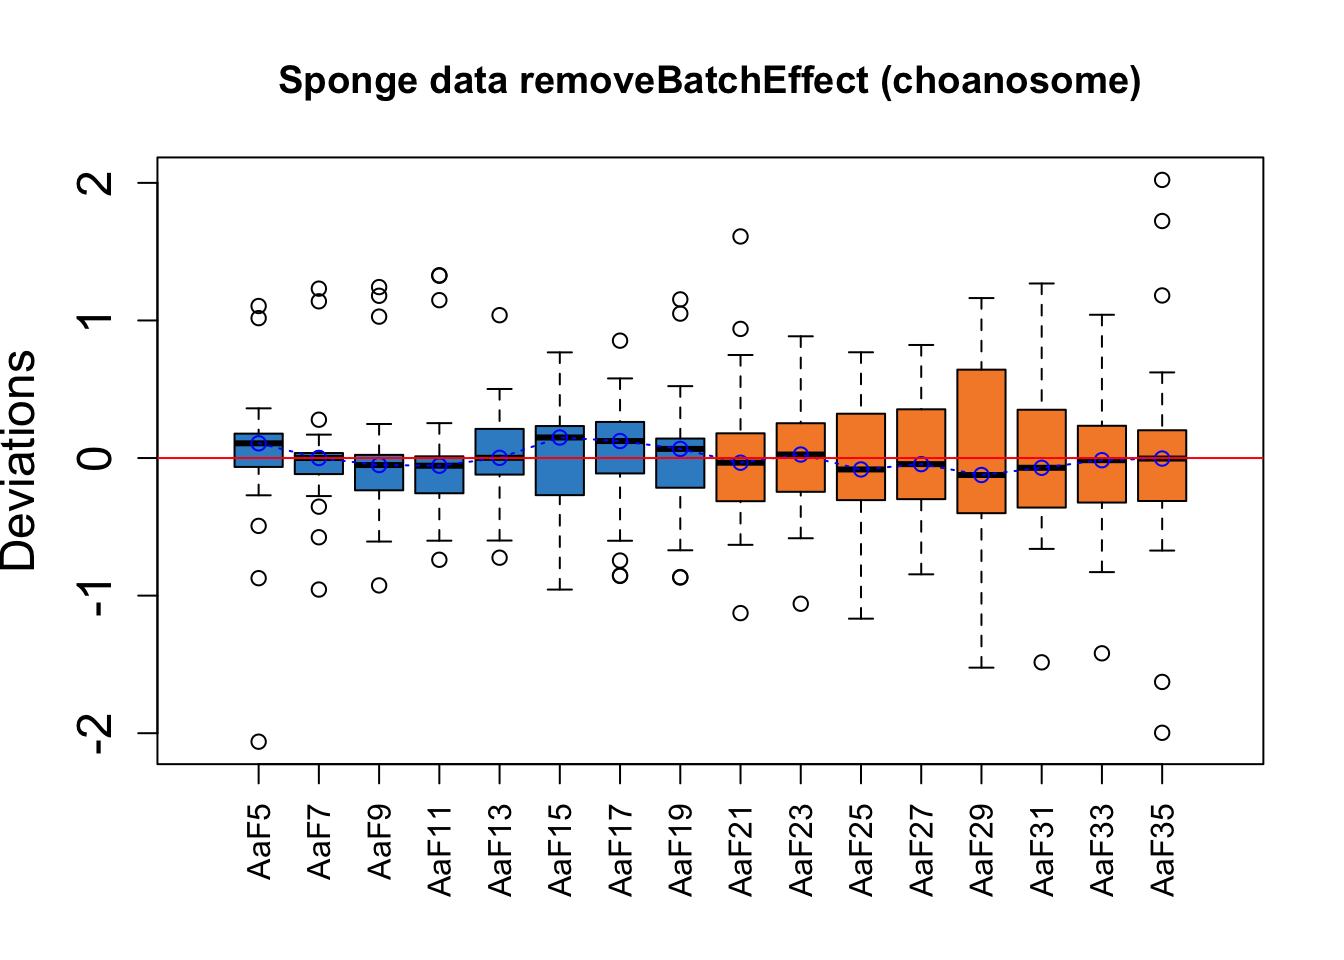 Sponge data removeBatchEffect (choanosome)
Deviations
2
1
0
-1
-2
AaF5
AaF7
AaF9
AaF11
AaF13
AaF15
AaF17
AaF19
AaF21
AaF23
AaF25
AaF27
AaF29
AaF31
AaF33
AaF35